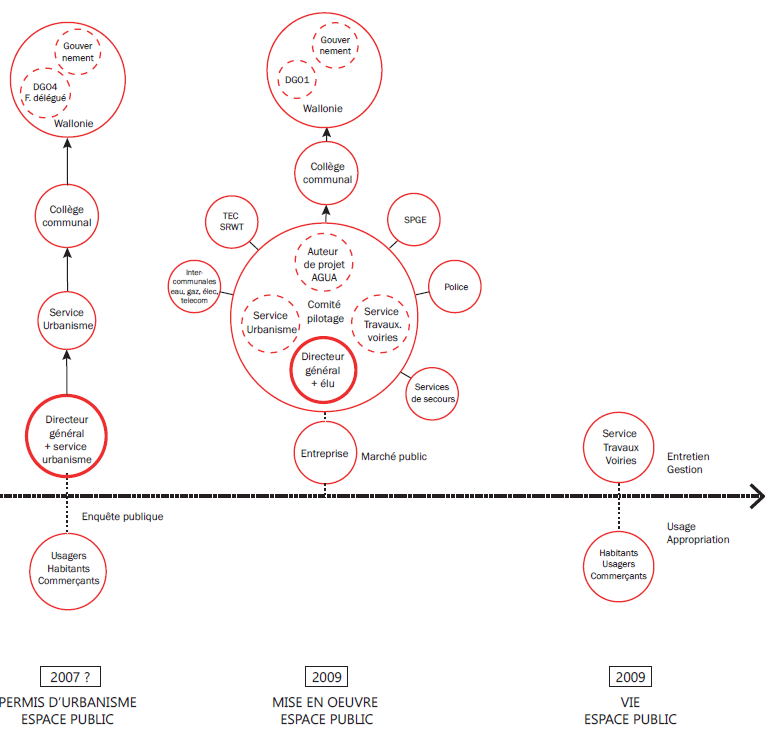 Gouver
nement
DGO4
F. délégué
Wallonie
Collège
communal
Service
Urbanisme
Directeur
général
+ service
urbanisme
Enquête publique
Usagers
Habitants
Commerçants
2007 ?
PERMIS D'URBANISME
ESPACE PUBLIC
Gouver
nement
DGO1
Wallonie
Collège
communal
TEC
SRWT
SPGE
Inter-
communales
eau, gaz, élec,
telecom
Police
Auteur
de projet
AGUA
Comité
pilotage
Service
Urbanisme
Service
Travaux.
voiries
Directeur
général
+ élu
Services
de secours
Entreprise
Marché public
2009
MISE EN OEUVRE
ESPACE PUBLIC
Service
Travaux
Voiries
Entretien
Gestion
Usage
Appropriation
Habitants
Usagers
Commerçants
2009
VIE
ESPACE PUBLIC